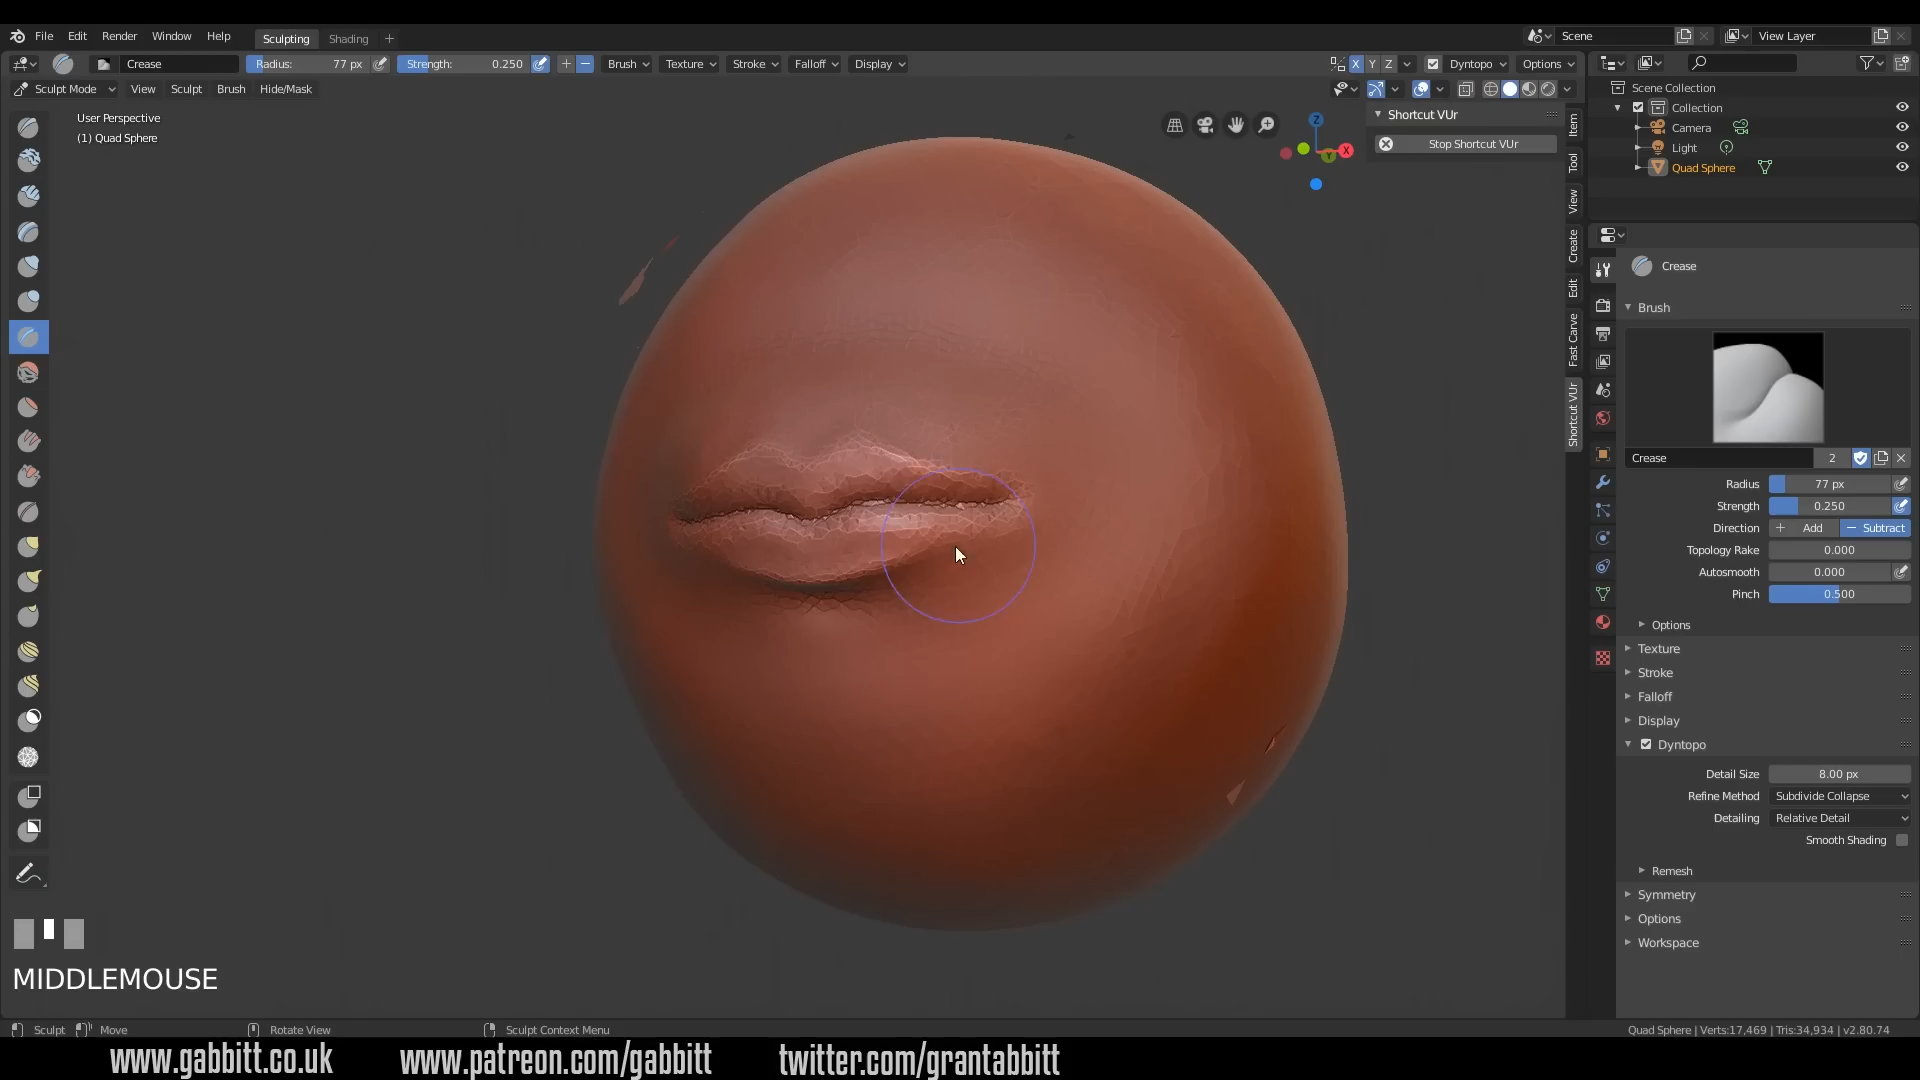 File Edit Render Window Help Sculpting Shading + Scene View Layer
Crease Radius: 77 px Strength: 0.250 Brush Texture Stroke Falloff Display X Y Z Dyntopo Options
Sculpt Mode View Sculpt Brush Hide/Mask
User Perspective
(1) Quad Sphere
Shortcut VUr
Stop Shortcut VUr
Z
X
Y
Item
Tool
View
Create
Edit
Fast Carve
Shortcut VUr
Scene Collection
Collection
Camera
Light
Quad Sphere
Crease
Brush
Crease 2
Radius 77 px
Strength 0.250
Direction + Add − Subtract
Topology Rake 0.000
Autosmooth 0.000
Pinch 0.500
Options
Texture
Stroke
Falloff
Display
Dyntopo
Detail Size 8.00 px
Refine Method Subdivide Collapse
Detailing Relative Detail
Smooth Shading
Remesh
Symmetry
Options
Workspace
MIDDLEMOUSE
Sculpt Move Rotate View Sculpt Context Menu Quad Sphere | Verts:17,469 | Tris:34,934 | v2.80.74
www.gabbitt.co.uk www.patreon.com/gabbitt twitter.com/grantabbitt